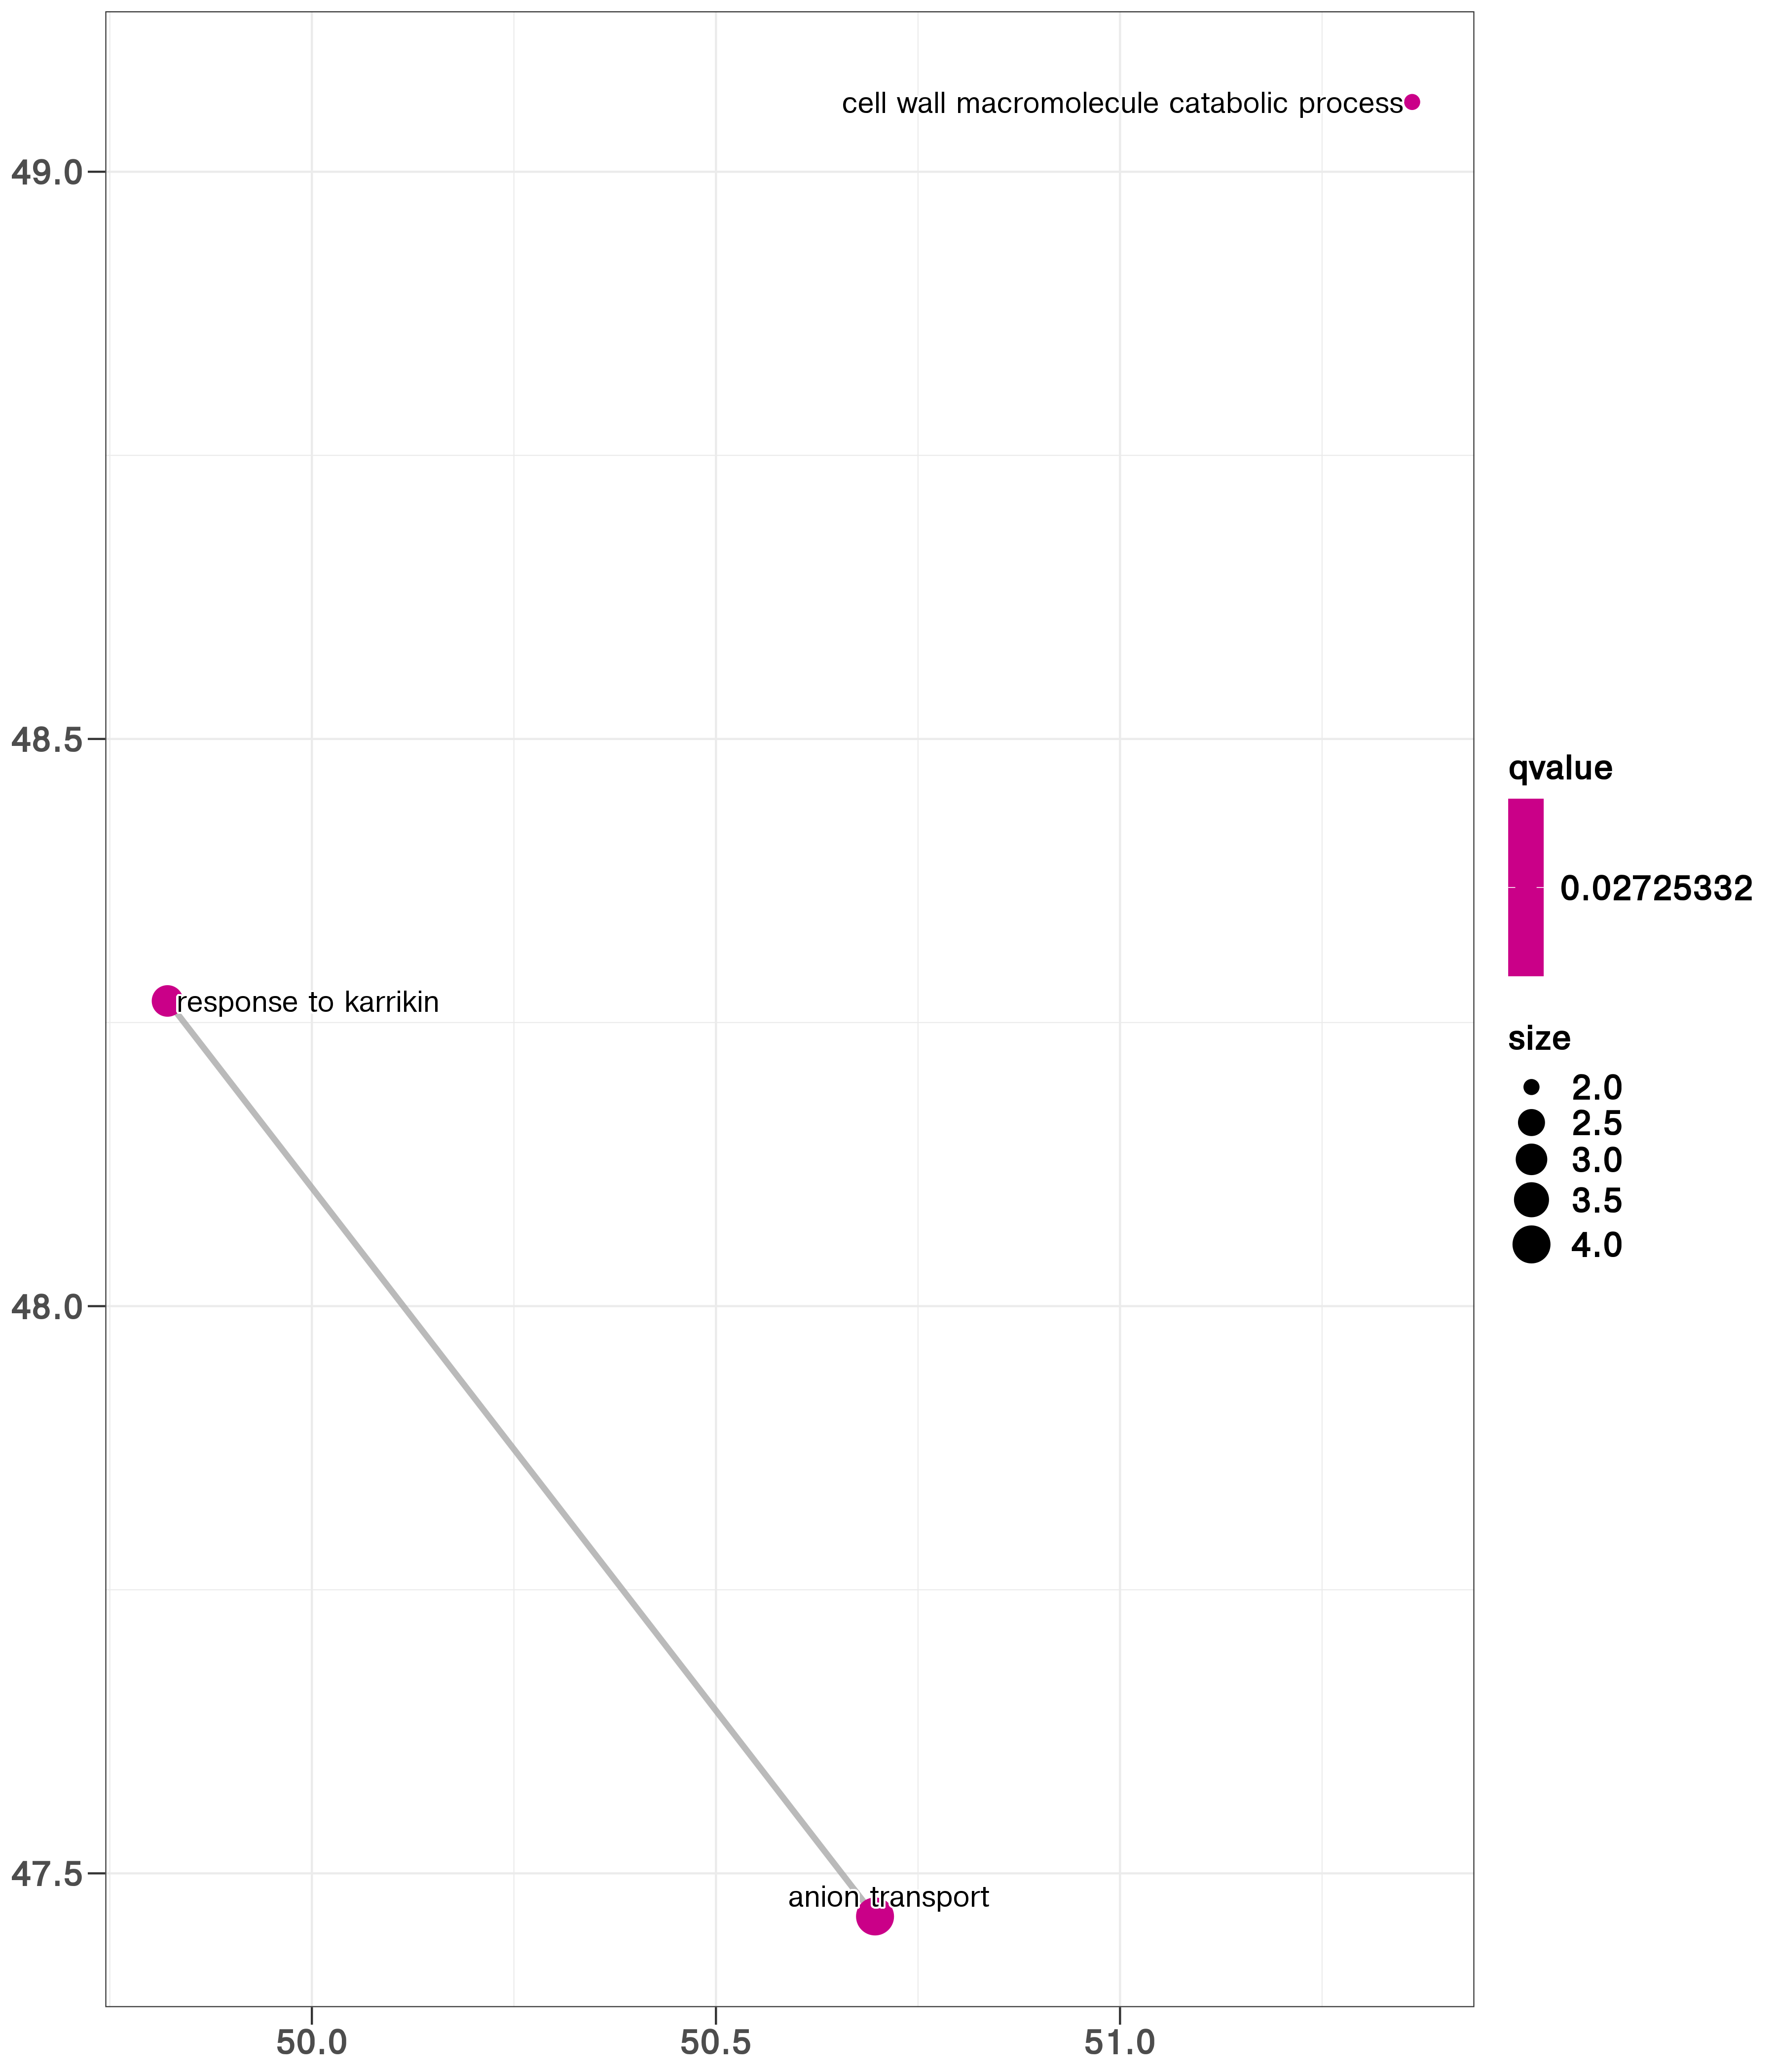 cell wall macromolecule catabolic process
49.0
48.5
response to karrikin
48.0
47.5
anion transport
50.0
50.5
51.0
qvalue
0.02725332
size
2.0
2.5
3.0
3.5
4.0